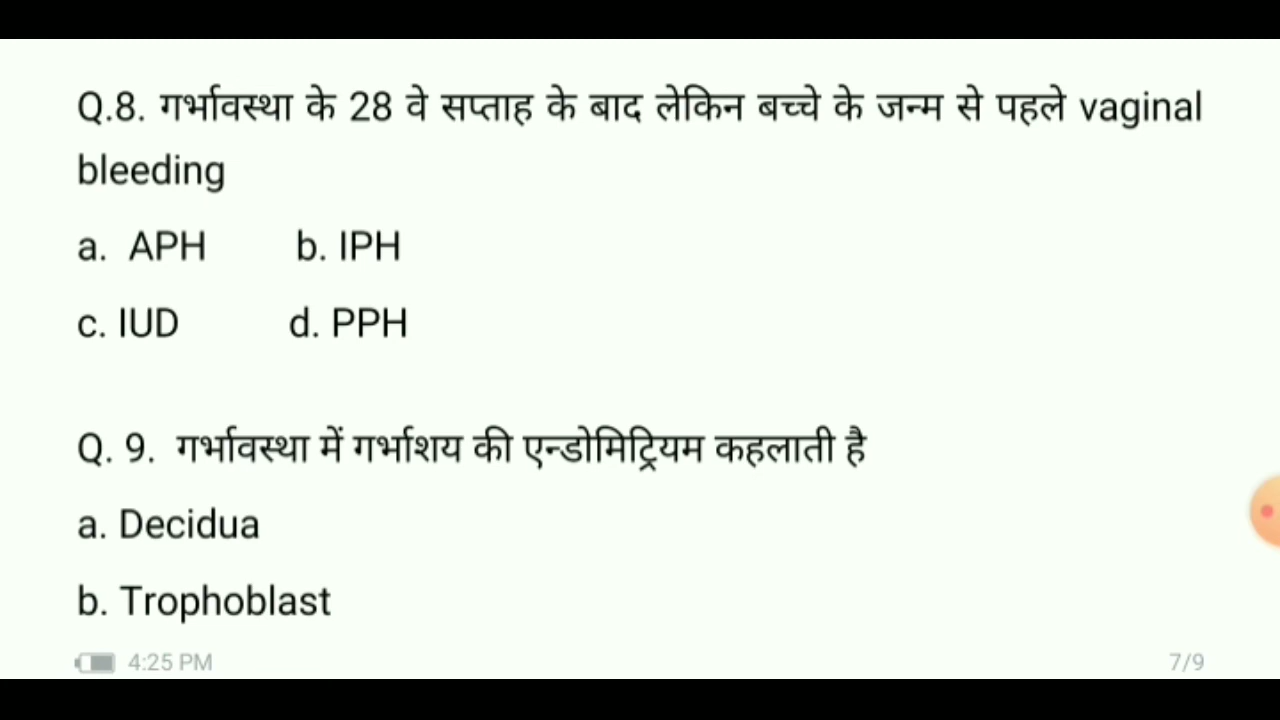 Q.8. गर्भावस्था के 28 वे सप्ताह के बाद लेकिन बच्चे के जन्म से पहले vaginal
bleeding
a. APH b. IPH
c. IUD d. PPH
Q. 9. गर्भावस्था में गर्भाशय की एन्डोमिट्रियम कहलाती है
a. Decidua
b. Trophoblast
4:25 PM 7/9